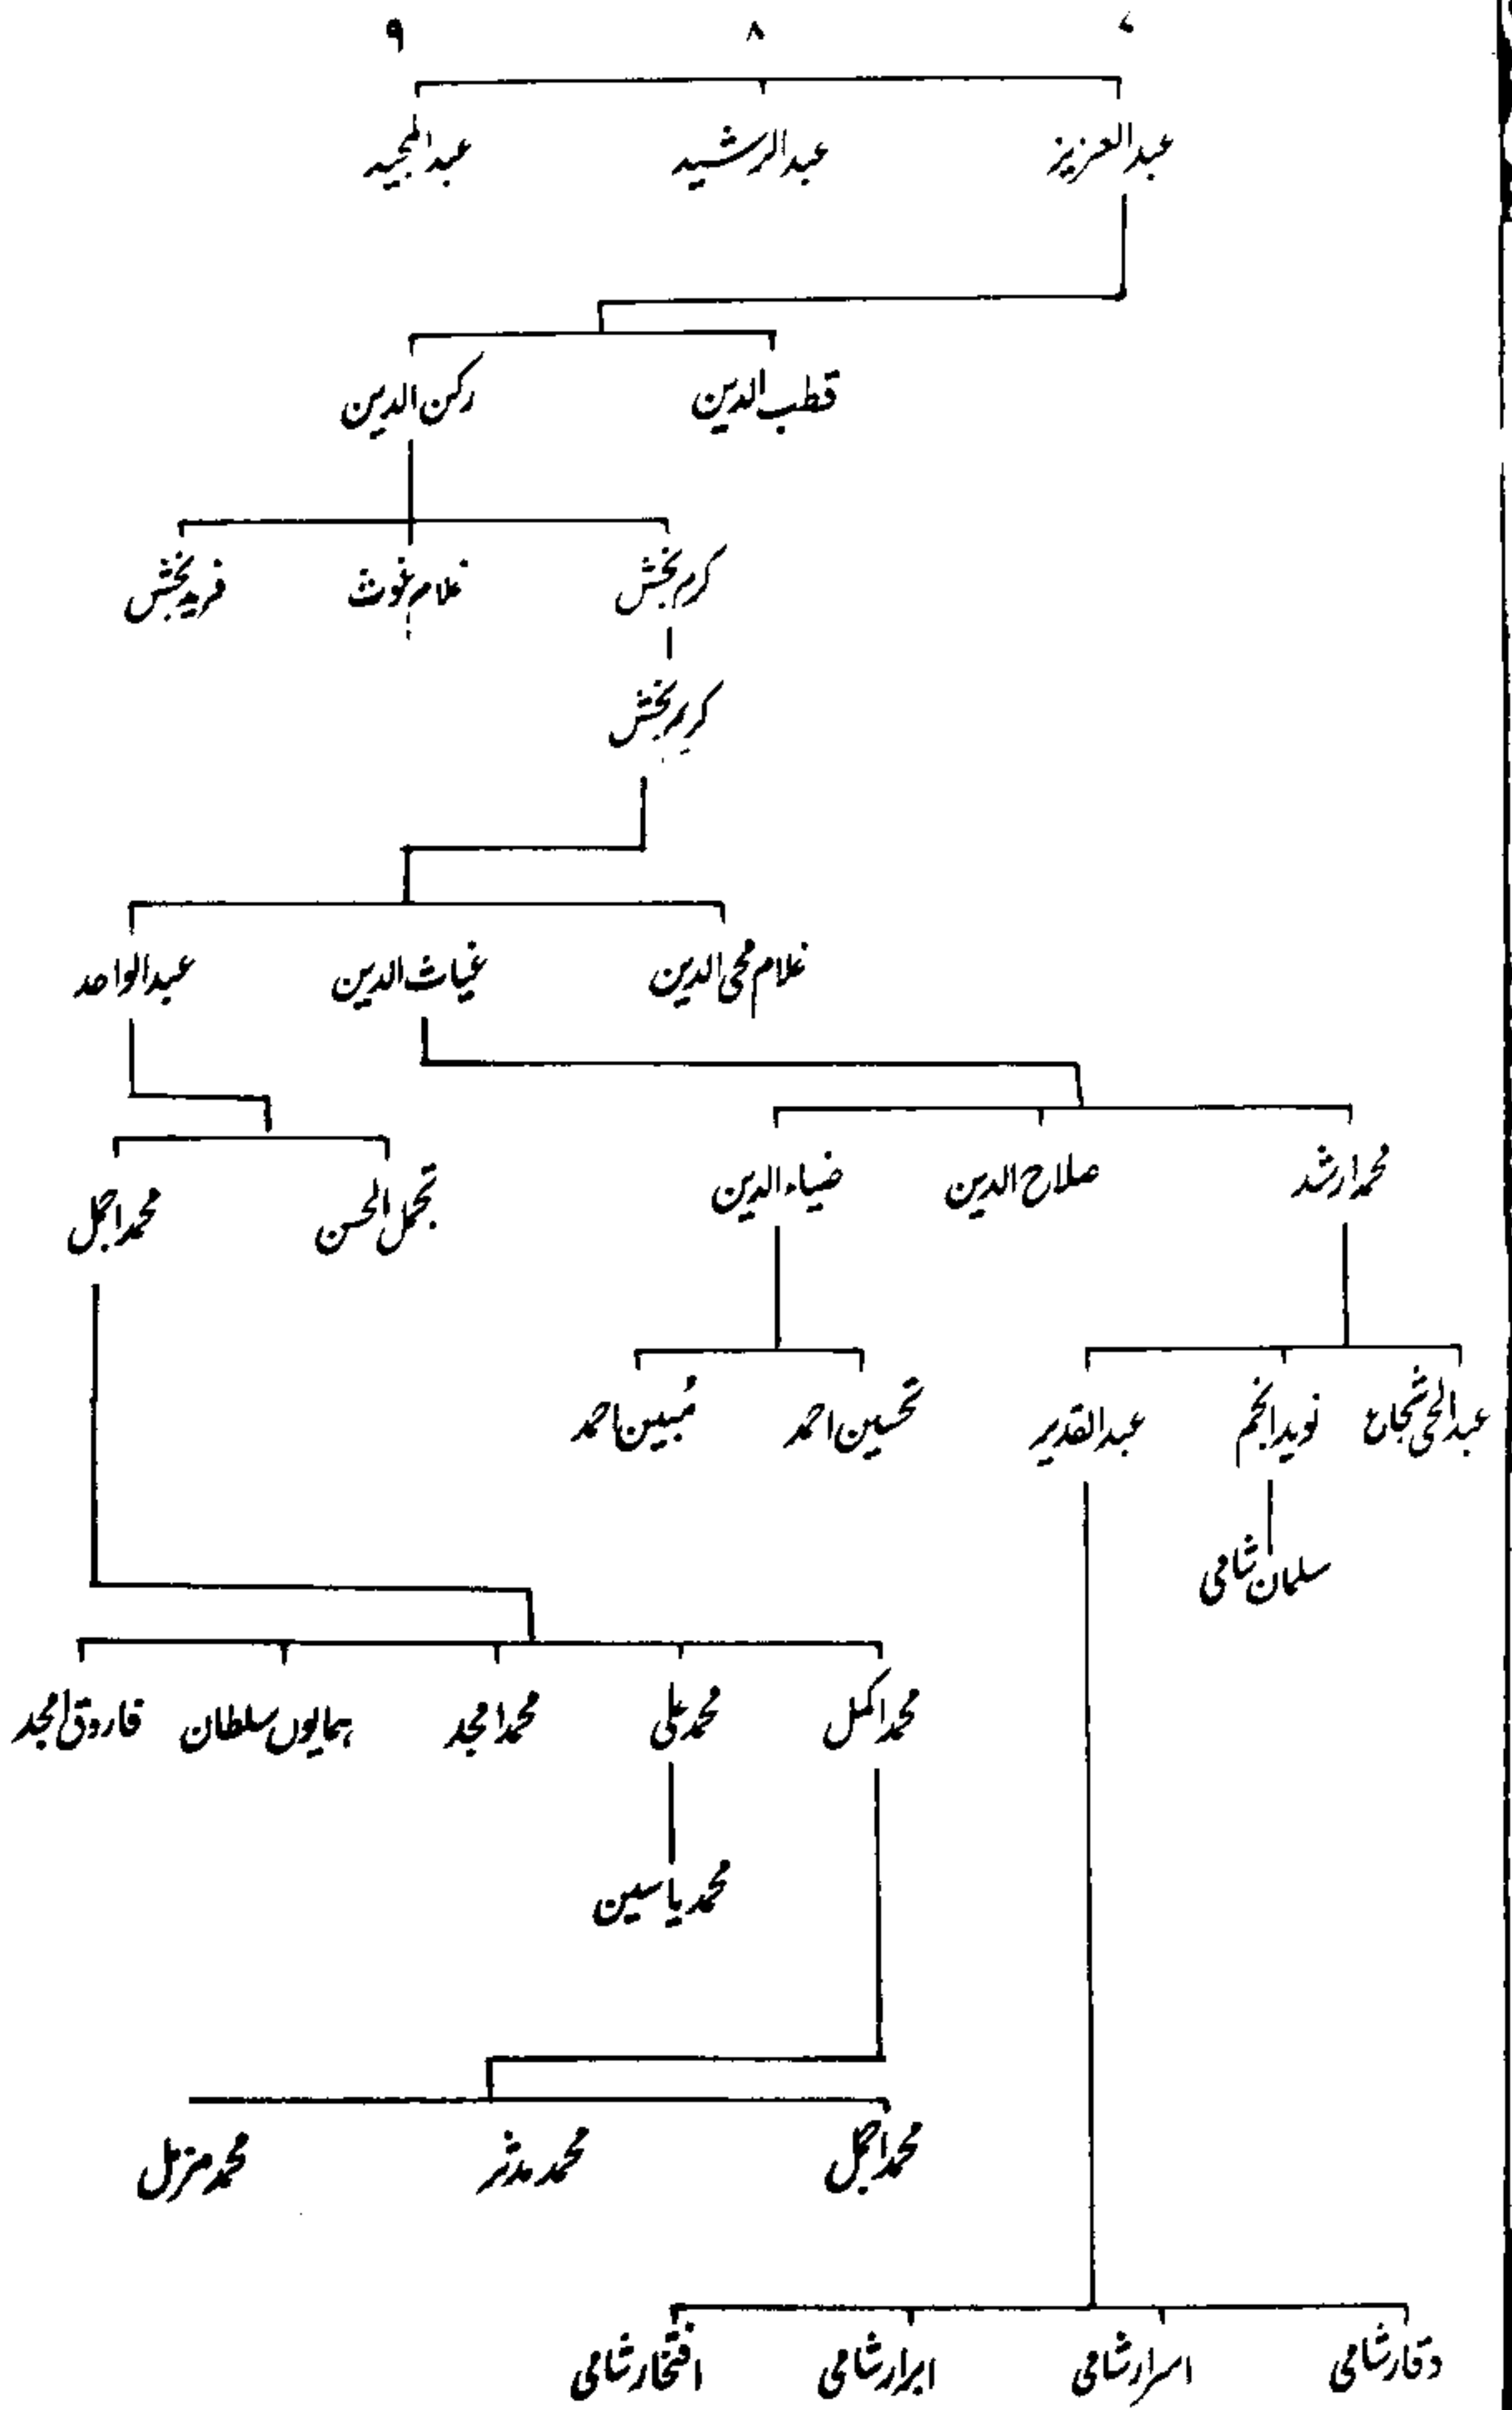 ۷ ۸ ۹
عبدالعزیز عبدالرشید عبدالمجید
قطب الدین رکن الدین
کرم بخش غلام غوث فرید بخش
کریم بخش
غلام محی الدین غیاث الدین عبدالواحد
محمد ارشد صلاح الدین ضیاء الدین تجمل الحسن محمد اجمل
عبدالحی شجاع نوید انجم عبدالقدیر تحسین احمد مبین احمد
سلمان شامی
محمد اکمل محمد علی محمد امجد ہمایوں سلطان فاروق امجد
محمد یاسین
محمد اجمل محمد مدثر محمد مزمل
وقار شامی اسرار شامی ابرار شامی افتخار شامی